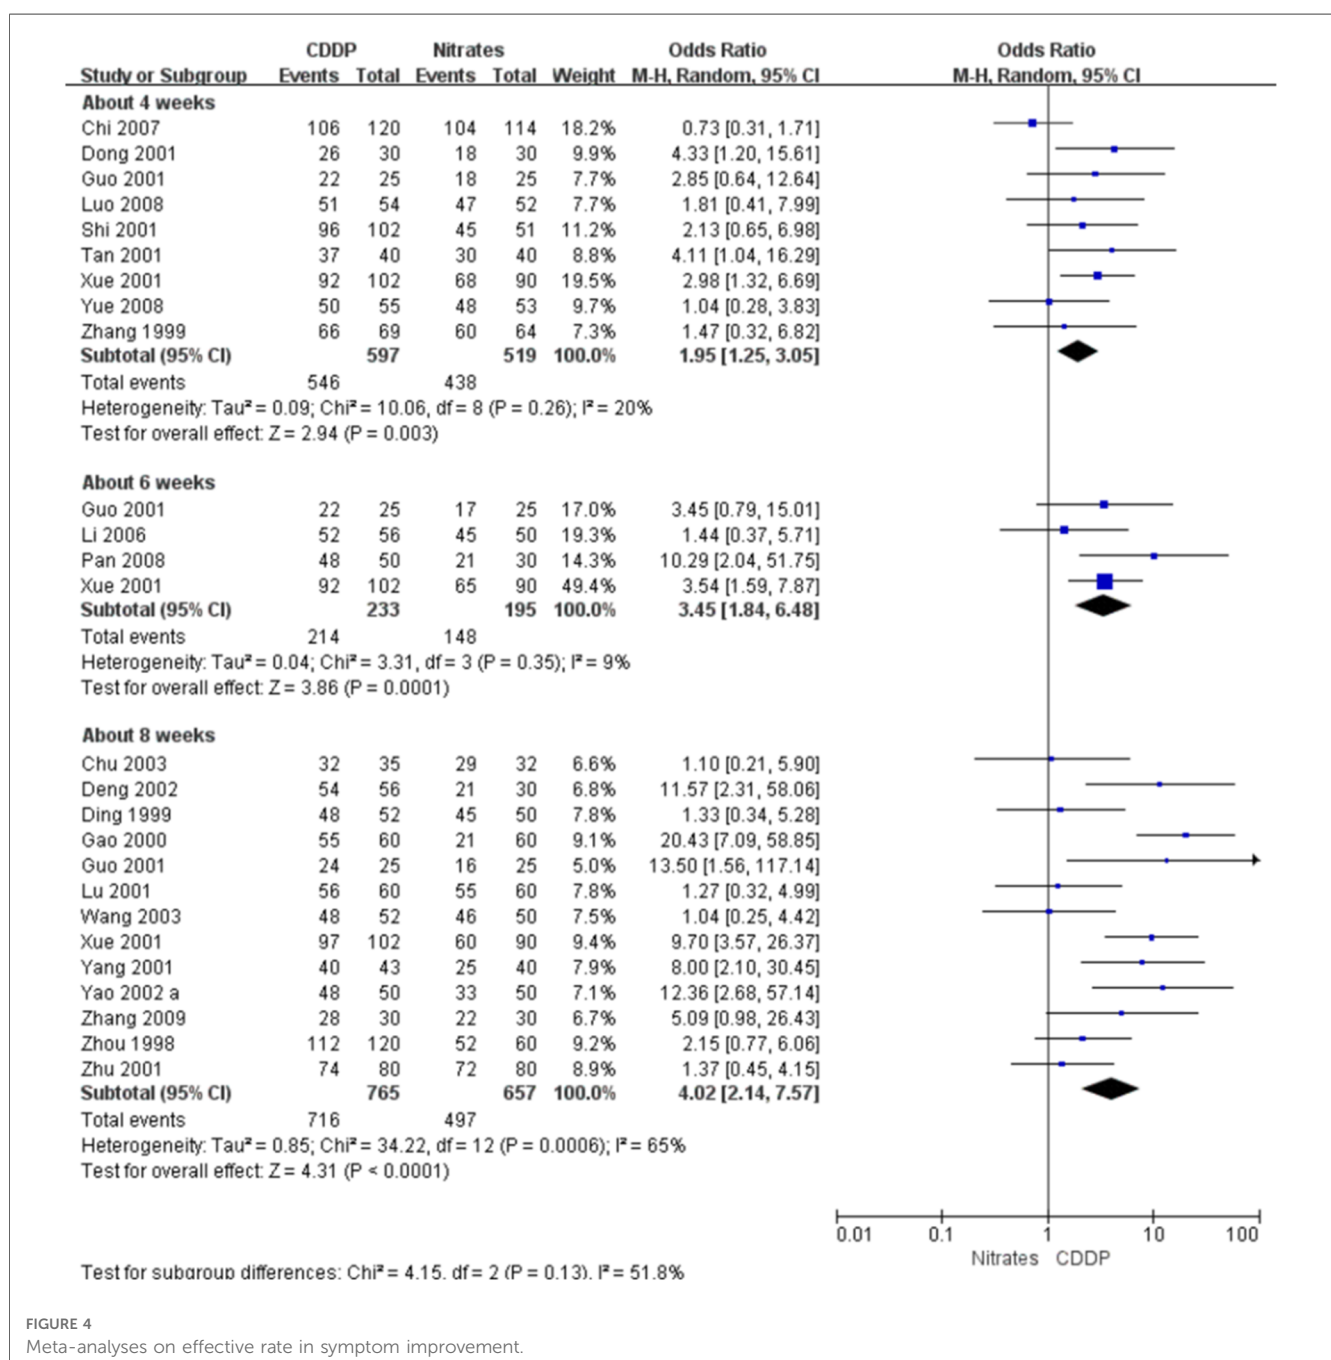 CDDP Nitrates Odds Ratio Odds Ratio
Study or Subgroup Events Total Events Total Weight M-H, Random, 95% CI M-H, Random, 95% CI
About 4 weeks
Chi 2007 106 120 104 114 18.2% 0.73 [0.31, 1.71]
Dong 2001 26 30 18 30 9.9% 4.33 [1.20, 15.61]
Guo 2001 22 25 18 25 7.7% 2.85 [0.64, 12.64]
Luo 2008 51 54 47 52 7.7% 1.81 [0.41, 7.99]
Shi 2001 96 102 45 51 11.2% 2.13 [0.65, 6.98]
Tan 2001 37 40 30 40 8.8% 4.11 [1.04, 16.29]
Xue 2001 92 102 68 90 19.5% 2.98 [1.32, 6.69]
Yue 2008 50 55 48 53 9.7% 1.04 [0.28, 3.83]
Zhang 1999 66 69 60 64 7.3% 1.47 [0.32, 6.82]
Subtotal (95% CI) 597 519 100.0% 1.95 [1.25, 3.05]
Total events 546 438
Heterogeneity: Tau² = 0.09; Chi² = 10.06, df = 8 (P = 0.26); I² = 20%
Test for overall effect: Z = 2.94 (P = 0.003)
About 6 weeks
Guo 2001 22 25 17 25 17.0% 3.45 [0.79, 15.01]
Li 2006 52 56 45 50 19.3% 1.44 [0.37, 5.71]
Pan 2008 48 50 21 30 14.3% 10.29 [2.04, 51.75]
Xue 2001 92 102 65 90 49.4% 3.54 [1.59, 7.87]
Subtotal (95% CI) 233 195 100.0% 3.45 [1.84, 6.48]
Total events 214 148
Heterogeneity: Tau² = 0.04; Chi² = 3.31, df = 3 (P = 0.35); I² = 9%
Test for overall effect: Z = 3.86 (P = 0.0001)
About 8 weeks
Chu 2003 32 35 29 32 6.6% 1.10 [0.21, 5.90]
Deng 2002 54 56 21 30 6.8% 11.57 [2.31, 58.06]
Ding 1999 48 52 45 50 7.8% 1.33 [0.34, 5.28]
Gao 2000 55 60 21 60 9.1% 20.43 [7.09, 58.85]
Guo 2001 24 25 16 25 5.0% 13.50 [1.56, 117.14]
Lu 2001 56 60 55 60 7.8% 1.27 [0.32, 4.99]
Wang 2003 48 52 46 50 7.5% 1.04 [0.25, 4.42]
Xue 2001 97 102 60 90 9.4% 9.70 [3.57, 26.37]
Yang 2001 40 43 25 40 7.9% 8.00 [2.10, 30.45]
Yao 2002 a 48 50 33 50 7.1% 12.36 [2.68, 57.14]
Zhang 2009 28 30 22 30 6.7% 5.09 [0.98, 26.43]
Zhou 1998 112 120 52 60 9.2% 2.15 [0.77, 6.06]
Zhu 2001 74 80 72 80 8.9% 1.37 [0.45, 4.15]
Subtotal (95% CI) 765 657 100.0% 4.02 [2.14, 7.57]
Total events 716 497
Heterogeneity: Tau² = 0.85; Chi² = 34.22, df = 12 (P = 0.0006); I² = 65%
Test for overall effect: Z = 4.31 (P < 0.0001)
0.01 0.1 1 10 100
Nitrates CDDP
Test for subgroup differences: Chi² = 4.15. df = 2 (P = 0.13). I² = 51.8%
FIGURE 4
Meta-analyses on effective rate in symptom improvement.